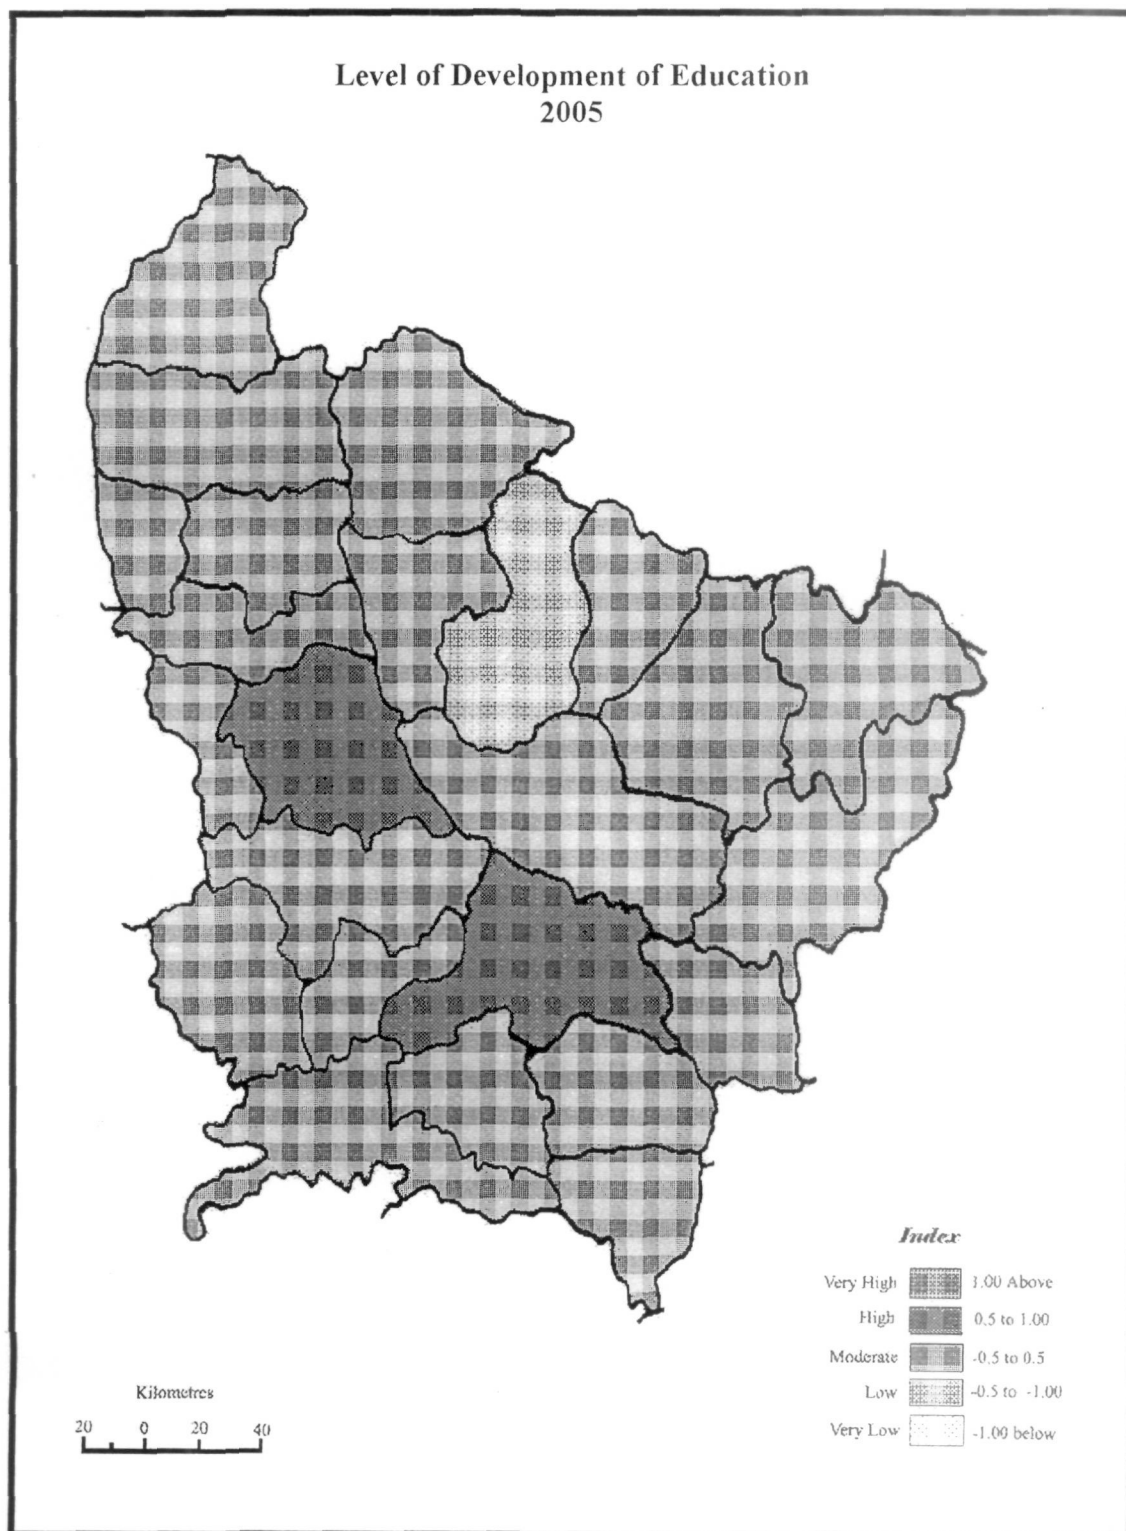 Level of Development of Education
2005
Index
Very High 1.00 Above
High 0.5 to 1.00
Moderate -0.5 to 0.5
Low -0.5 to -1.00
Very Low -1.00 below
Kilometres
20 0 20 40